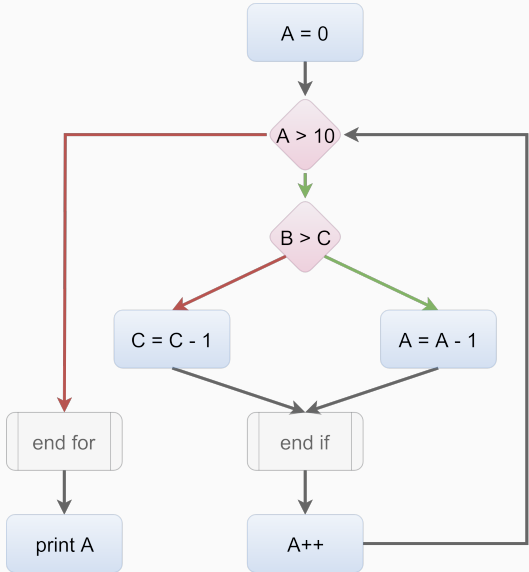 A = 0
A > 10
B > C
C = C - 1
A = A - 1
end for
end if
print A
A++